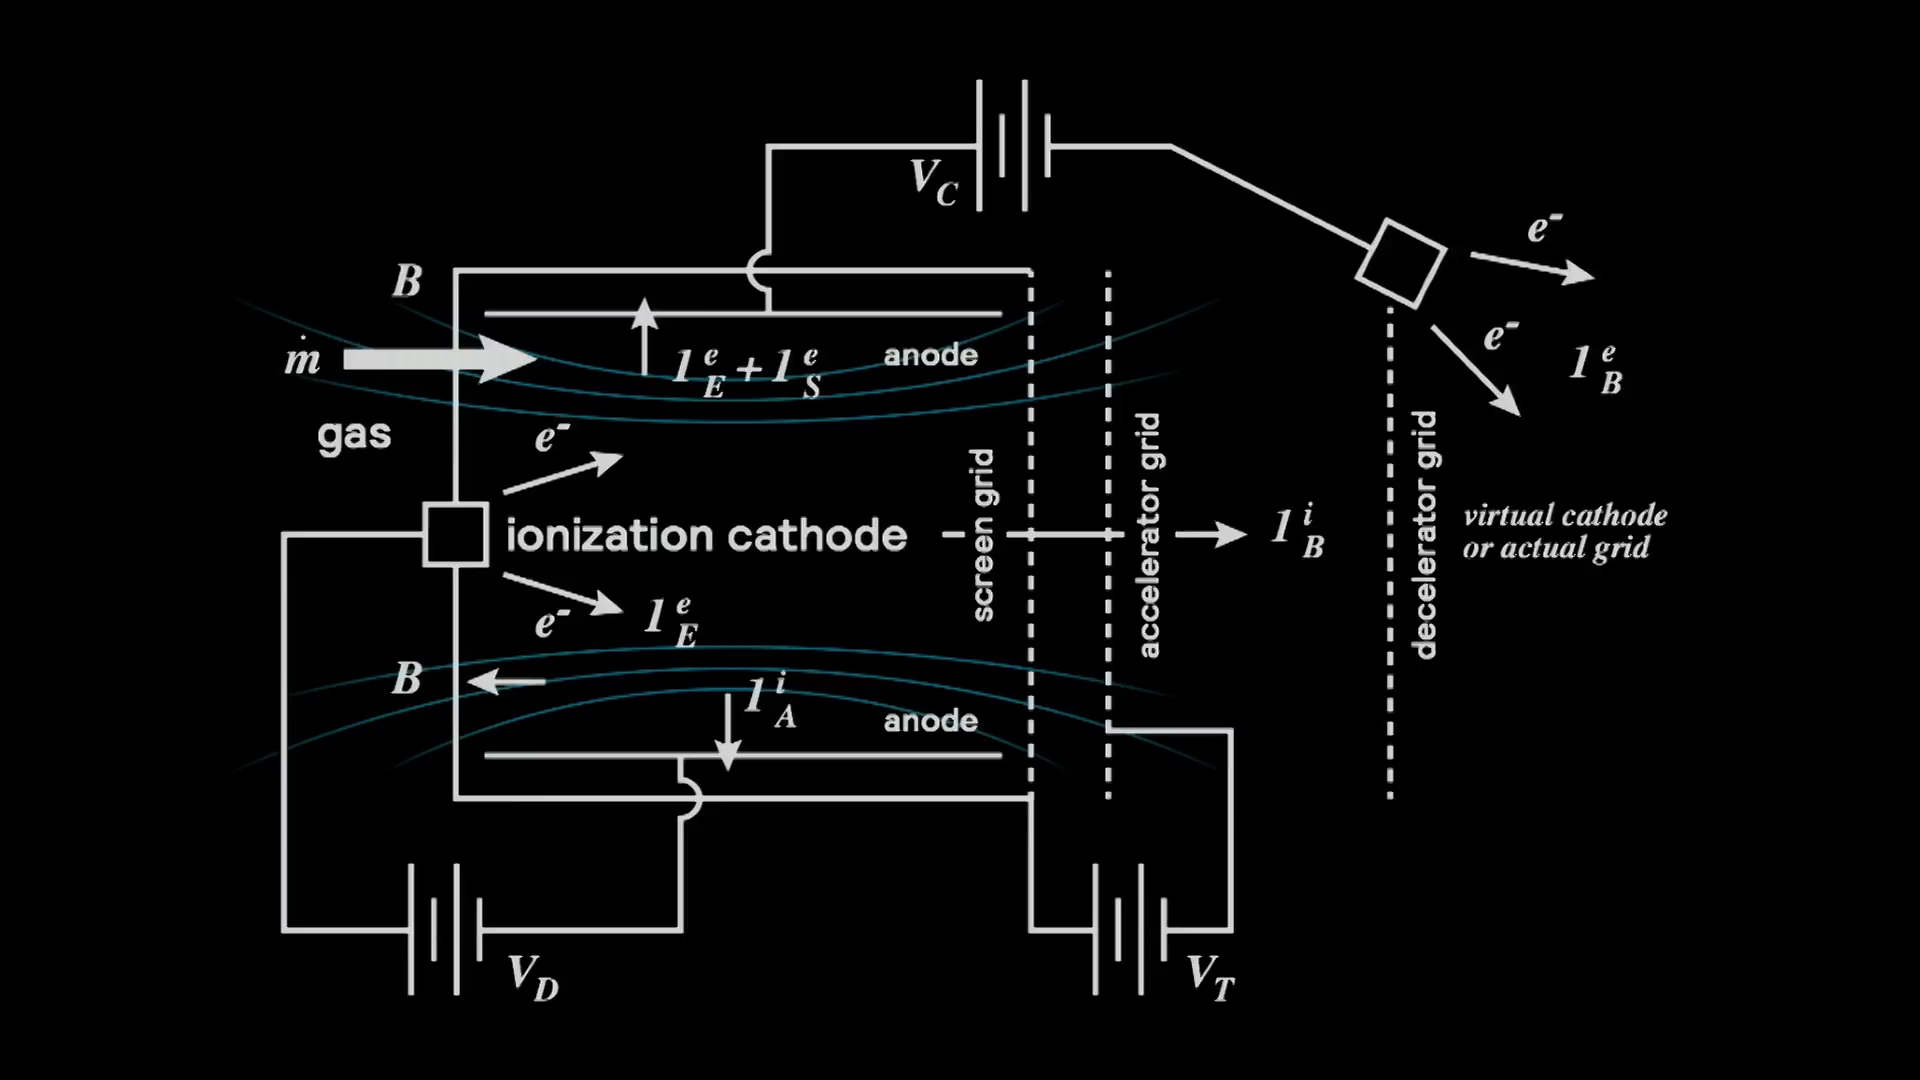 V_C
e⁻
B
ṁ
I^e_E + I^e_S
anode
e⁻
I^e_B
gas
e⁻
screen grid
accelerator grid
decelerator grid
ionization cathode
I^i_B
virtual cathode
or actual grid
e⁻
I^e_E
B
I^i_A
anode
V_D
V_T